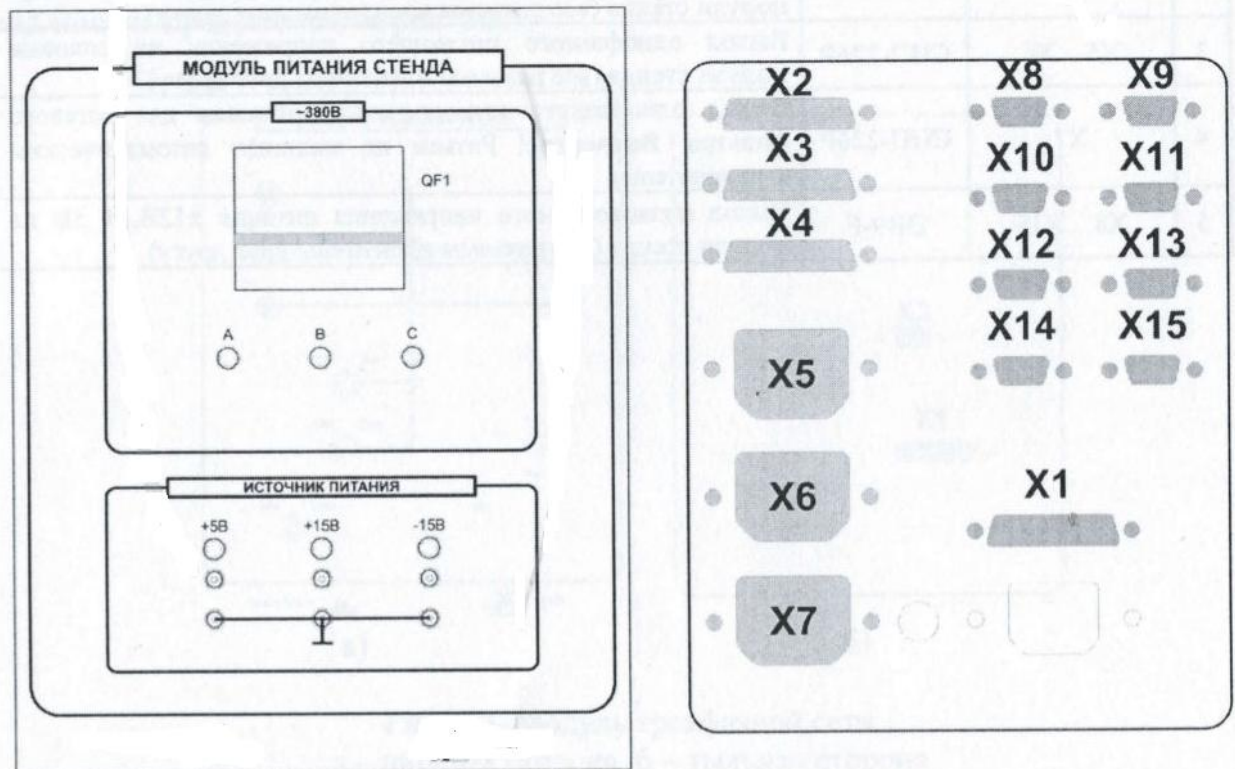 МОДУЛЬ ПИТАНИЯ СТЕНДА
~380В
QF1
A B C
ИСТОЧНИК ПИТАНИЯ
+5В +15В -15В
X2
X3
X4
X5
X6
X7
X8 X9
X10 X11
X12 X13
X14 X15
X1